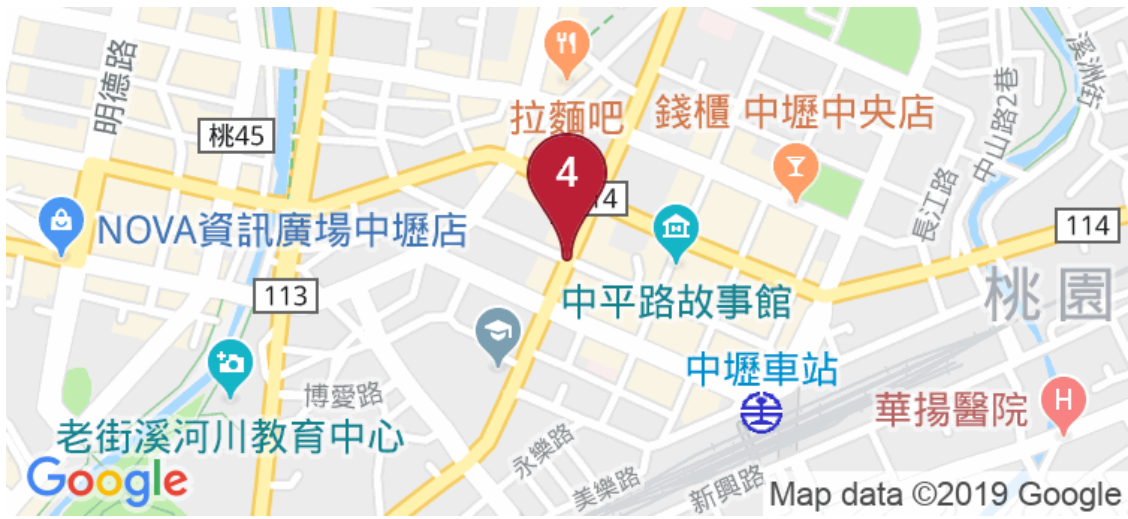 明德路
拉麵吧
錢櫃 中壢中央店
溪洲街
中山路2巷
桃45
4
14
長江路
NOVA資訊廣場中壢店
114
113
中平路故事館
桃園
中壢車站
博愛路
華揚醫院
H
老街溪河川教育中心
永樂路
美樂路
新興路
Google
Map data ©2019 Google